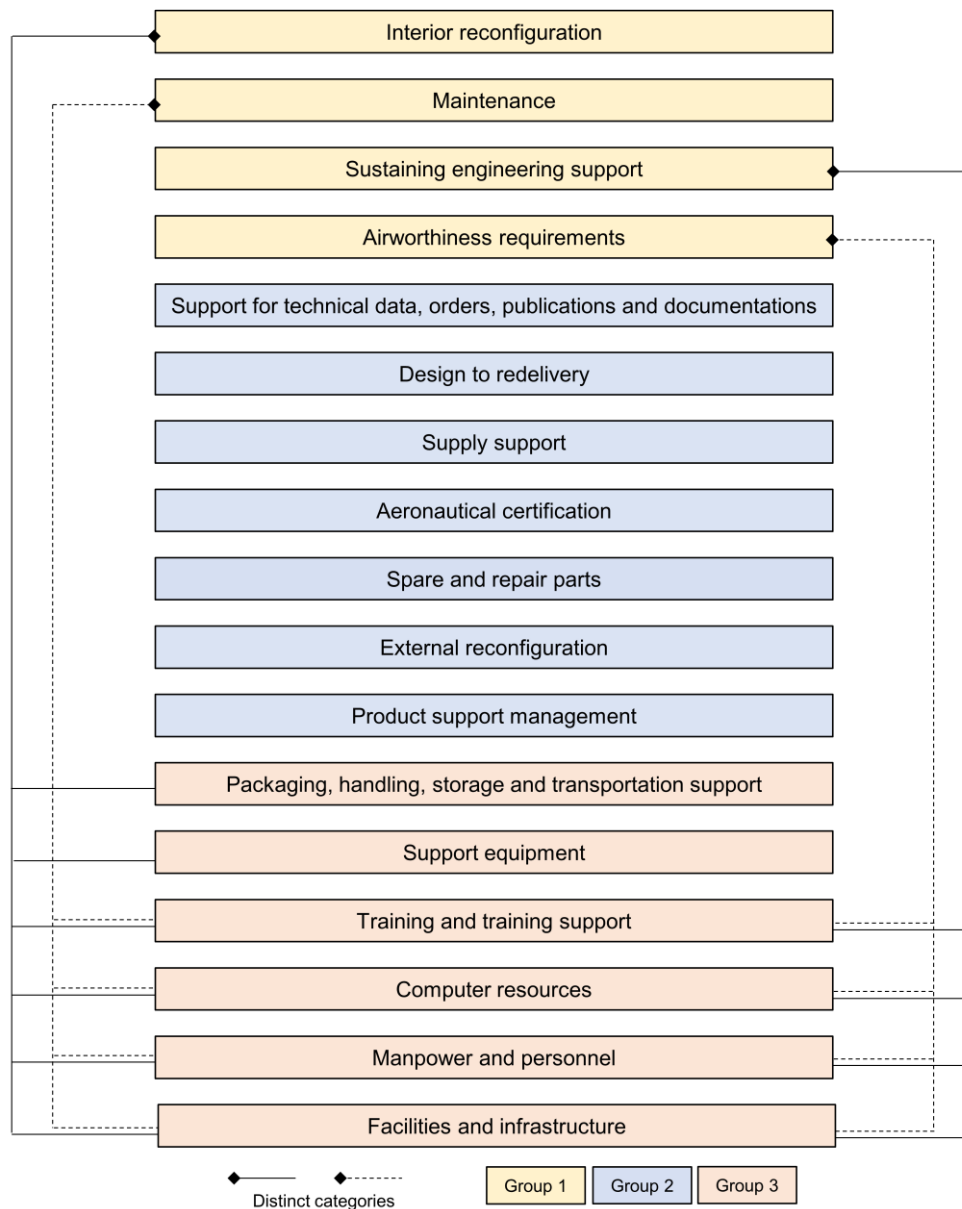 Interior reconfiguration
Maintenance
Sustaining engineering support
Airworthiness requirements
Support for technical data, orders, publications and documentations
Design to redelivery
Supply support
Aeronautical certification
Spare and repair parts
External reconfiguration
Product support management
Packaging, handling, storage and transportation support
Support equipment
Training and training support
Computer resources
Manpower and personnel
Facilities and infrastructure
Distinct categories
Group 1
Group 2
Group 3